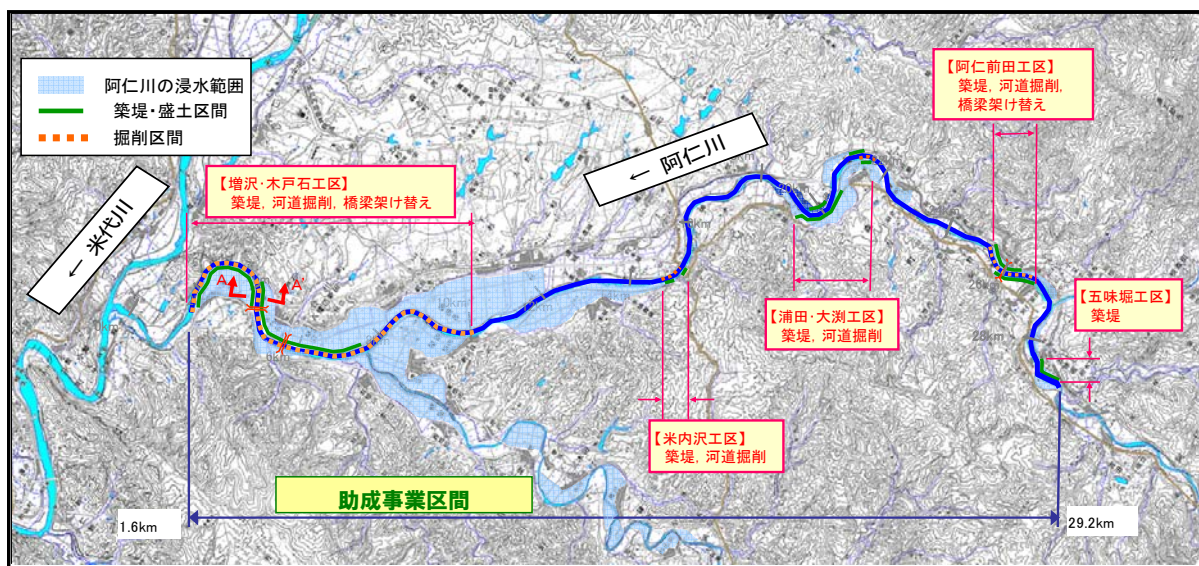 阿仁川の浸水範囲
築堤・盛土区間
掘削区間
【阿仁前田工区】
築堤，河道掘削，
橋梁架け替え
← 阿仁川
【増沢・木戸石工区】
築堤，河道掘削，橋梁架け替え
← 米代川
A
A'
【五味堀工区】
築堤
【浦田・大渕工区】
築堤，河道掘削
【米内沢工区】
築堤，河道掘削
助成事業区間
1.6km
29.2km